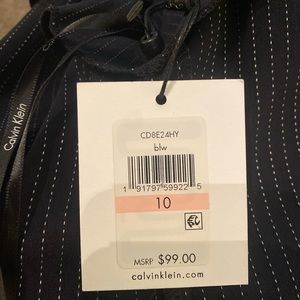 Calvin Klein
CD8E24HY
blw
1 91797 59922 5
10
MSRP $99.00
calvinklein.com